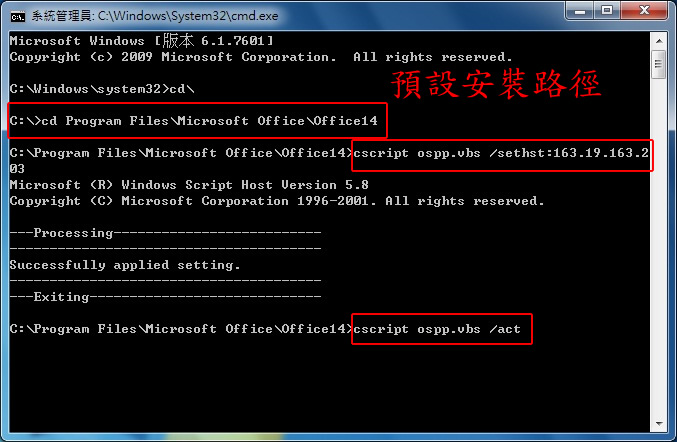 系統管理員: C:\Windows\System32\cmd.exe
Microsoft Windows [版本 6.1.7601]
Copyright (c) 2009 Microsoft Corporation.  All rights reserved.
C:\Windows\system32>cd\
預設安裝路徑
C:\>cd Program Files\Microsoft Office\Office14
C:\Program Files\Microsoft Office\Office14>cscript ospp.vbs /sethst:163.19.163.2
03
Microsoft (R) Windows Script Host Version 5.8
Copyright (C) Microsoft Corporation 1996-2001. All rights reserved.
---Processing--------------------------
---------------------------------------
Successfully applied setting.
---------------------------------------
---Exiting-----------------------------
C:\Program Files\Microsoft Office\Office14>cscript ospp.vbs /act